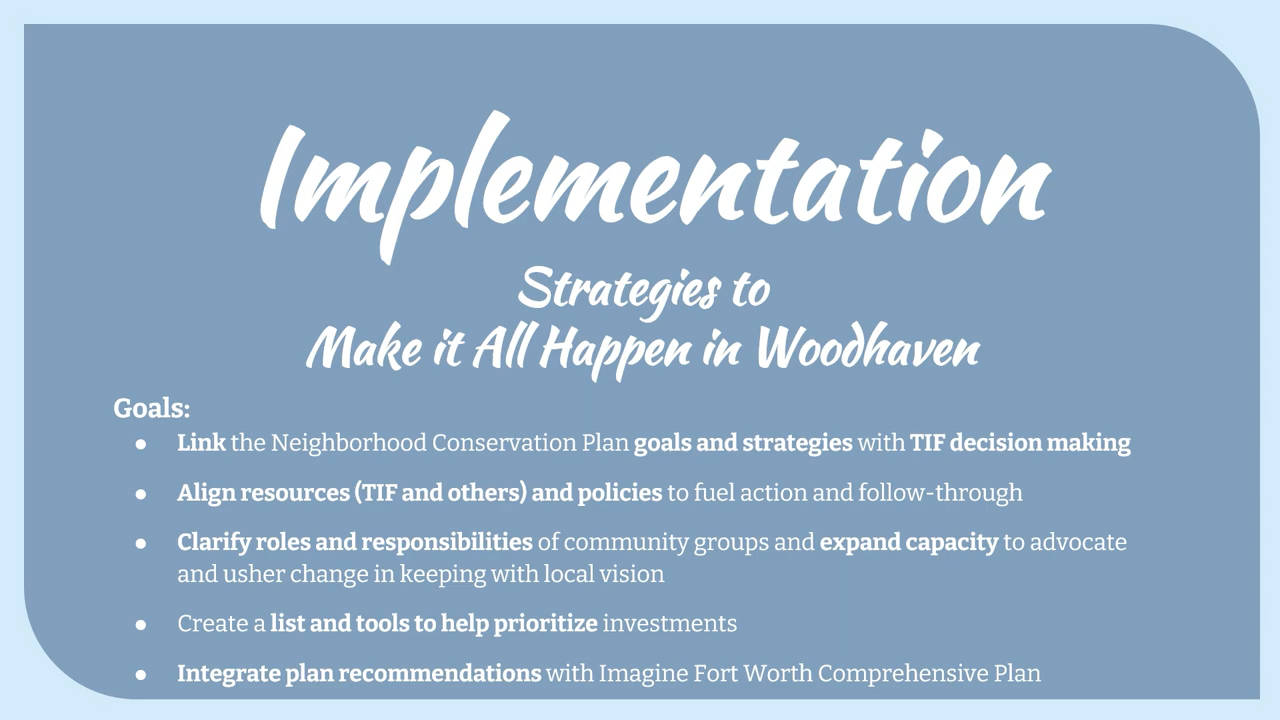 Implementation
Strategies to
Make it All Happen in Woodhaven
Goals:
● Link the Neighborhood Conservation Plan goals and strategies with TIF decision making
● Align resources (TIF and others) and policies to fuel action and follow-through
● Clarify roles and responsibilities of community groups and expand capacity to advocate
and usher change in keeping with local vision
● Create a list and tools to help prioritize investments
● Integrate plan recommendations with Imagine Fort Worth Comprehensive Plan